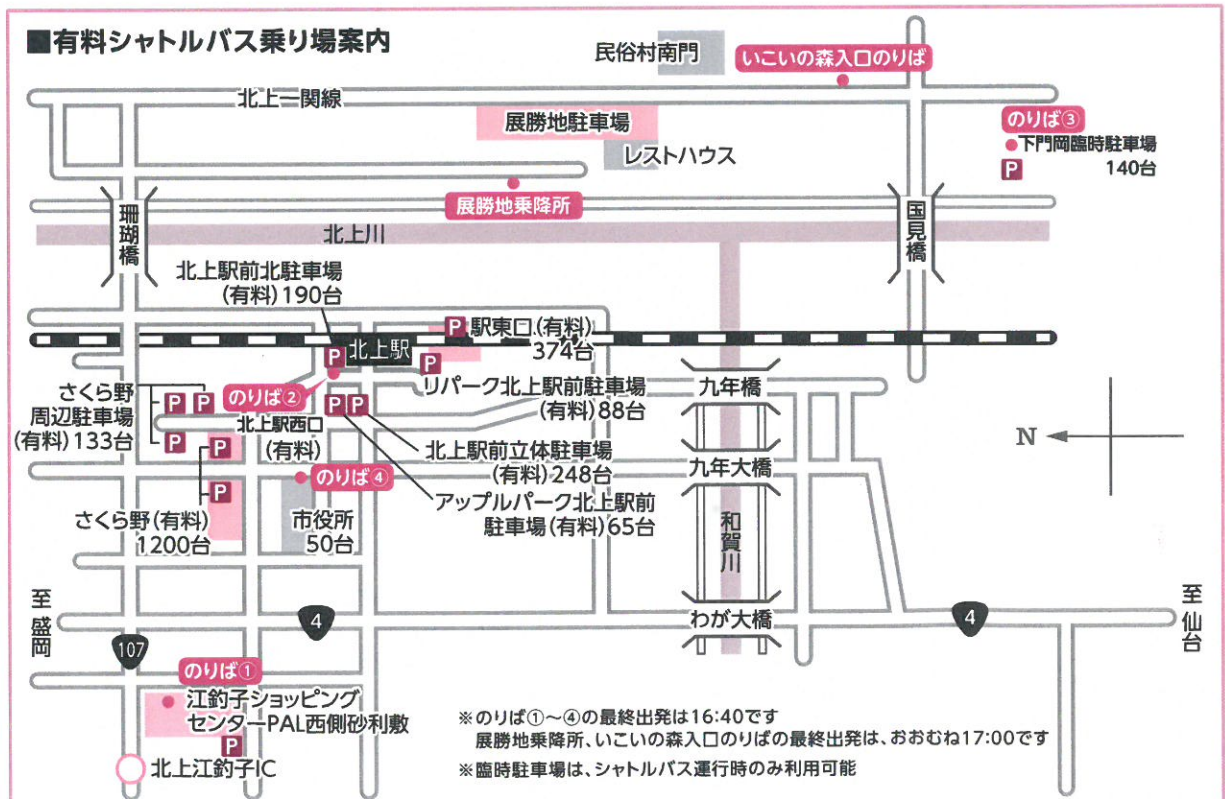 ■有料シャトルバス乗り場案内
民俗村南門
いこいの森入口のりば
北上一関線
展勝地駐車場
レストハウス
のりば③
下門岡臨時駐車場
P
140台
展勝地乗降所
珊瑚橋
国見橋
北上川
北上駅前北駐車場
(有料)190台
P
北上駅
P
駅東口(有料)
374台
P
リパーク北上駅前駐車場
(有料)88台
九年橋
さくら野
周辺駐車場
(有料)133台
P
P
P
のりば②
北上駅西口
(有料)
P
P
北上駅前立体駐車場
(有料)248台
アップルパーク北上駅前
駐車場(有料)65台
N
P
P
さくら野(有料)
1200台
のりば④
市役所
50台
九年大橋
和賀川
わが大橋
至盛岡
4
4
至仙台
107
のりば①
江釣子ショッピング
センターPAL西側砂利敷
P
北上江釣子IC
※のりば①～④の最終出発は16:40です
展勝地乗降所、いこいの森入口のりばの最終出発は、おおむね17:00です
※臨時駐車場は、シャトルバス運行時のみ利用可能